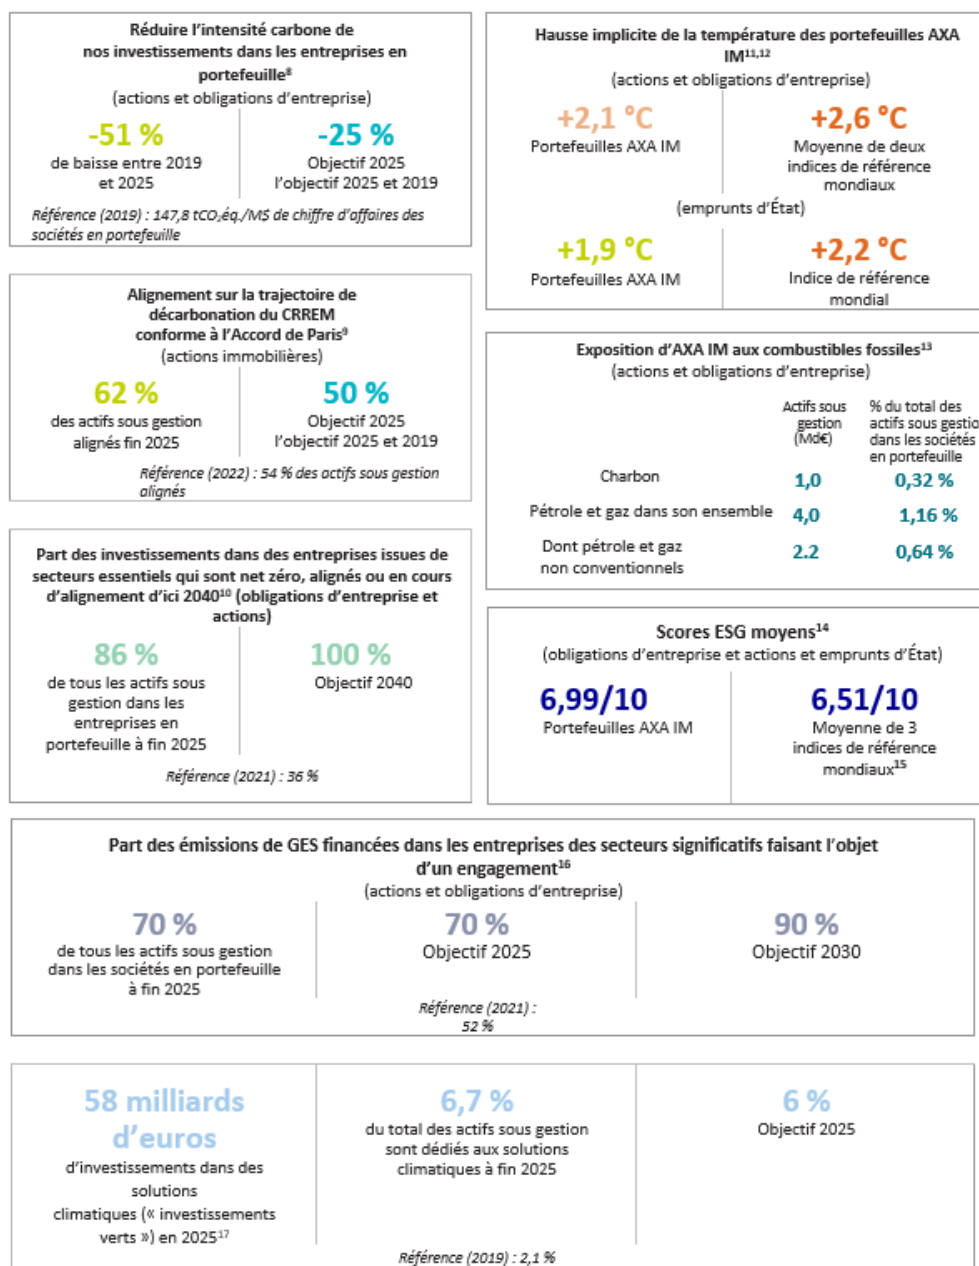 Réduire l'intensité carbone de
nos investissements dans les entreprises en
portefeuille⁸
(actions et obligations d'entreprise)
-51 %
de baisse entre 2019
et 2025
-25 %
Objectif 2025
l'objectif 2025 et 2019
Référence (2019) : 147,8 tCO₂éq./M$ de chiffre d'affaires des
sociétés en portefeuille
Hausse implicite de la température des portefeuilles AXA
IM¹¹,¹²
(actions et obligations d'entreprise)
+2,1 °C
Portefeuilles AXA IM
+2,6 °C
Moyenne de deux
indices de référence
mondiaux
(emprunts d'État)
+1,9 °C
Portefeuilles AXA IM
+2,2 °C
Indice de référence
mondial
Alignement sur la trajectoire de
décarbonation du CRREM
conforme à l'Accord de Paris⁹
(actions immobilières)
62 %
des actifs sous gestion
alignés fin 2025
50 %
Objectif 2025
l'objectif 2025 et 2019
Référence (2022) : 54 % des actifs sous gestion
alignés
Exposition d'AXA IM aux combustibles fossiles¹³
(actions et obligations d'entreprise)
Actifs sous
gestion
(Md€)
% du total des
actifs sous gestio
dans les sociétés
en portefeuille
Charbon
1,0
0,32 %
Pétrole et gaz dans son ensemble
4,0
1,16 %
Dont pétrole et gaz
non conventionnels
2.2
0,64 %
Part des investissements dans des entreprises issues de
secteurs essentiels qui sont net zéro, alignés ou en cours
d'alignement d'ici 2040¹⁰ (obligations d'entreprise et
actions)
86 %
de tous les actifs sous
gestion dans les
entreprises en
portefeuille à fin 2025
100 %
Objectif 2040
Référence (2021) : 36 %
Scores ESG moyens¹⁴
(obligations d'entreprise et actions et emprunts d'État)
6,99/10
Portefeuilles AXA IM
6,51/10
Moyenne de 3
indices de référence
mondiaux¹⁵
Part des émissions de GES financées dans les entreprises des secteurs significatifs faisant l'objet
d'un engagement¹⁶
(actions et obligations d'entreprise)
70 %
de tous les actifs sous gestion
dans les sociétés en portefeuille
à fin 2025
70 %
Objectif 2025
90 %
Objectif 2030
Référence (2021) :
52 %
58 milliards
d'euros
d'investissements dans des
solutions
climatiques (« investissements
verts ») en 2025¹⁷
6,7 %
du total des actifs sous gestion
sont dédiés aux solutions
climatiques à fin 2025
6 %
Objectif 2025
Référence (2019) : 2,1 %